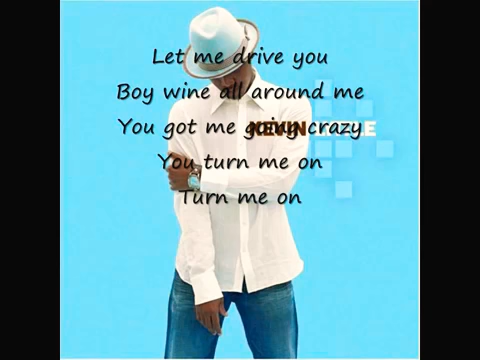 Let me drive you
Boy wine all around me
You got me going crazy
KEVIN
You turn me on
Turn me on